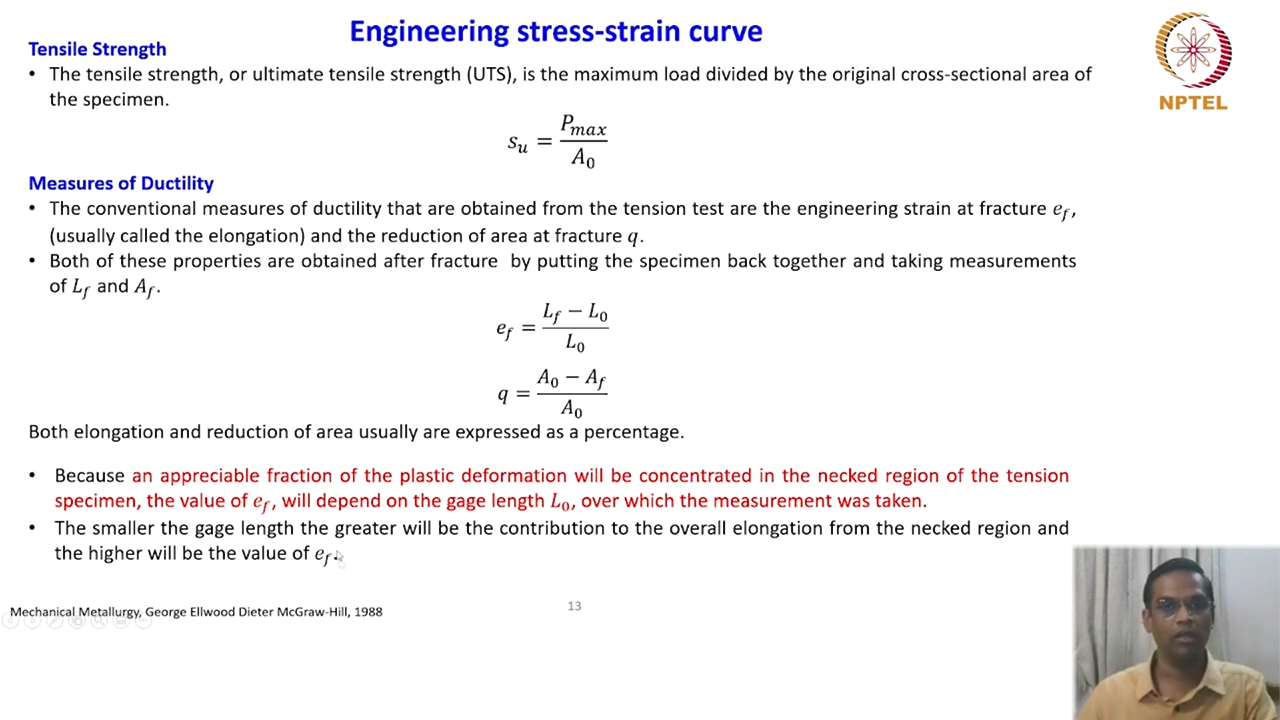 Engineering stress-strain curve
Tensile Strength
• The tensile strength, or ultimate tensile strength (UTS), is the maximum load divided by the original cross-sectional area of
the specimen.
s_u = P_max / A_0
Measures of Ductility
• The conventional measures of ductility that are obtained from the tension test are the engineering strain at fracture e_f,
(usually called the elongation) and the reduction of area at fracture q.
• Both of these properties are obtained after fracture by putting the specimen back together and taking measurements
of L_f and A_f.
e_f = (L_f − L_0) / L_0
q = (A_0 − A_f) / A_0
Both elongation and reduction of area usually are expressed as a percentage.
• Because an appreciable fraction of the plastic deformation will be concentrated in the necked region of the tension
specimen, the value of e_f, will depend on the gage length L_0, over which the measurement was taken.
• The smaller the gage length the greater will be the contribution to the overall elongation from the necked region and
the higher will be the value of e_f.
Mechanical Metallurgy, George Ellwood Dieter McGraw-Hill, 1988
13
NPTEL